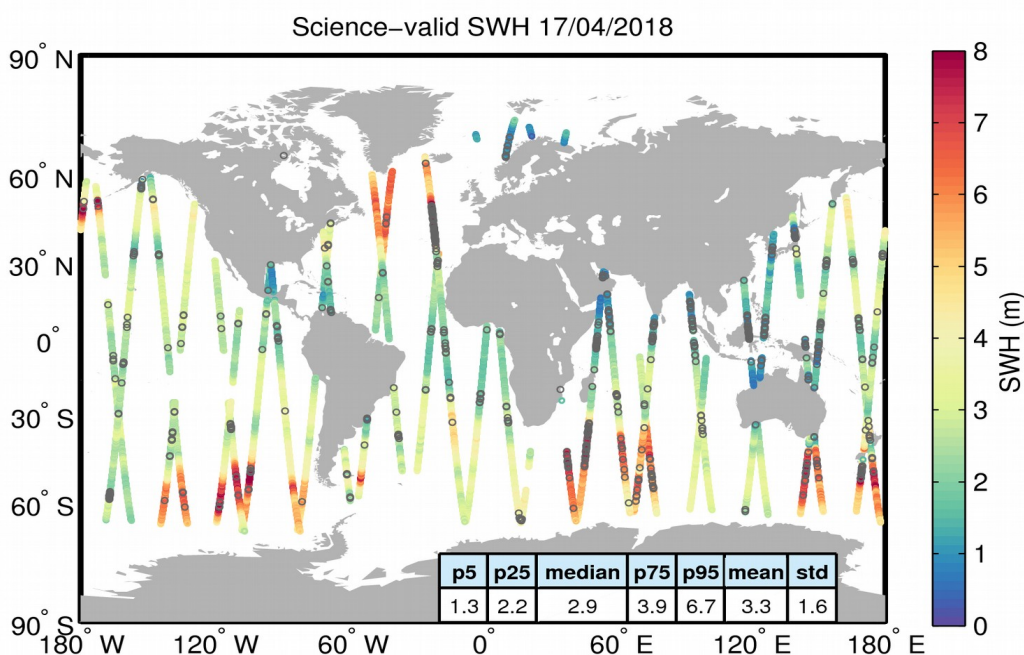 Science-valid SWH 17/04/2018
90° N
60° N
30° N
0°
30° S
60° S
90° S
180° W
120° W
60° W
0°
60° E
120° E
180° E
8
7
6
5
4
3
2
1
0
SWH (m)
p5 p25 median p75 p95 mean std
1.3 2.2 2.9 3.9 6.7 3.3 1.6